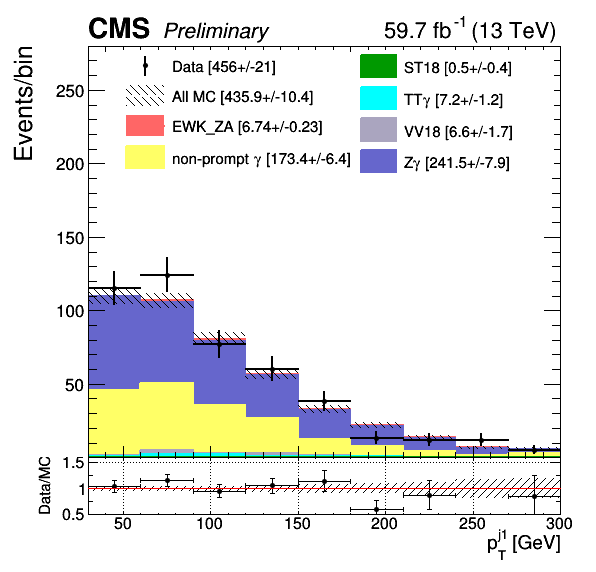 CMS Preliminary 59.7 fb⁻¹ (13 TeV)
Events/bin
Data [456+/-21]
All MC [435.9+/-10.4]
EWK_ZA [6.74+/-0.23]
non-prompt γ [173.4+/-6.4]
ST18 [0.5+/-0.4]
TTγ [7.2+/-1.2]
VV18 [6.6+/-1.7]
Zγ [241.5+/-7.9]
250
200
150
100
50
Data/MC
1.5
1
0.5
50 100 150 200 250 300
p_T^j1 [GeV]